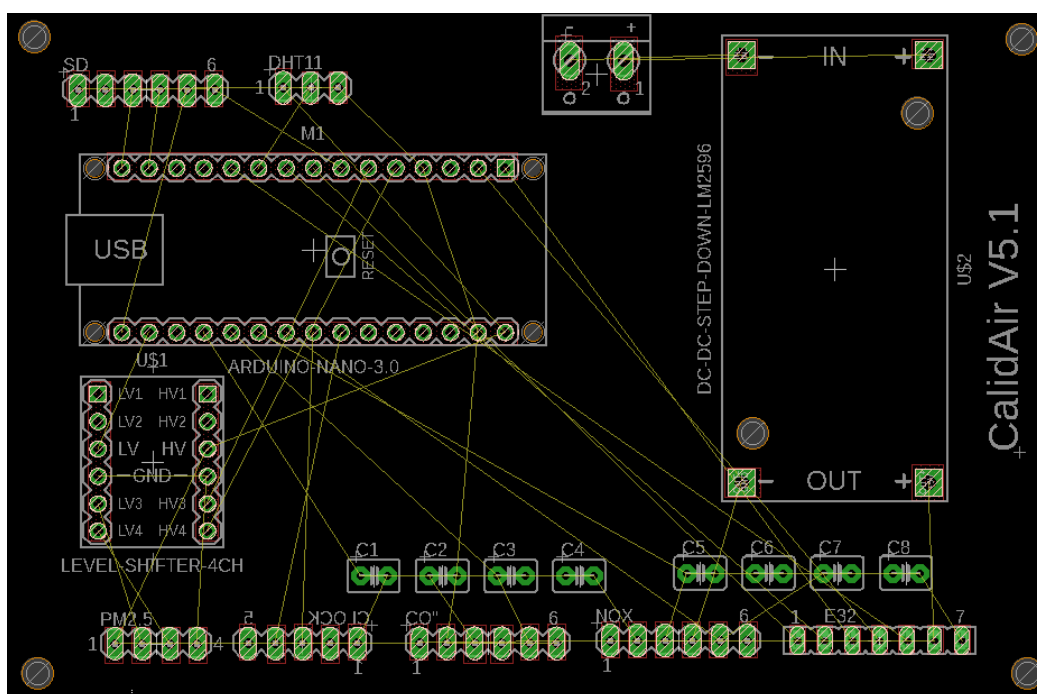 SD
6
1
DHT11
1
M1
- +
2 1
- IN +
DC-DC-STEP-DOWN-LM2596
U$2
CalidAir V5.1
USB
RESET
U$1
ARDUINO-NANO-3.0
LV1 HV1
LV2 HV2
LV HV
GND
LV3 HV3
LV4 HV4
LEVEL-SHIFTER-4CH
- OUT +
C1 C2 C3 C4 C5 C6 C7 C8
PM2.5
1 4
CLOCK
5 1
CO"
1 6
NOX
1 6
E32
1 7